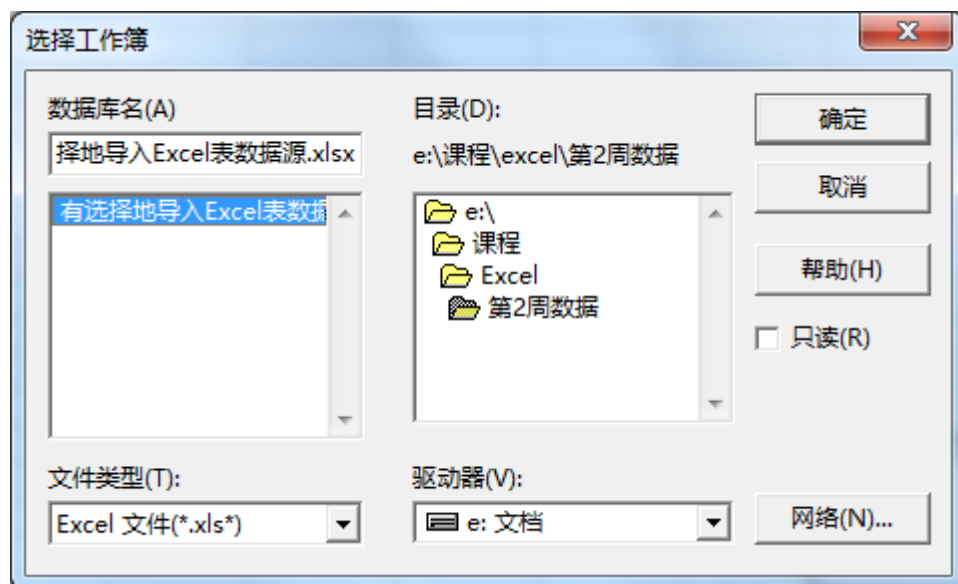 选择工作簿
数据库名(A)
择地导入Excel表数据源.xlsx
有选择地导入Excel表数据
文件类型(T):
Excel 文件(*.xls*)
目录(D):
e:\课程\excel\第2周数据
e:\
课程
Excel
第2周数据
驱动器(V):
e: 文档
确定
取消
帮助(H)
只读(R)
网络(N)...